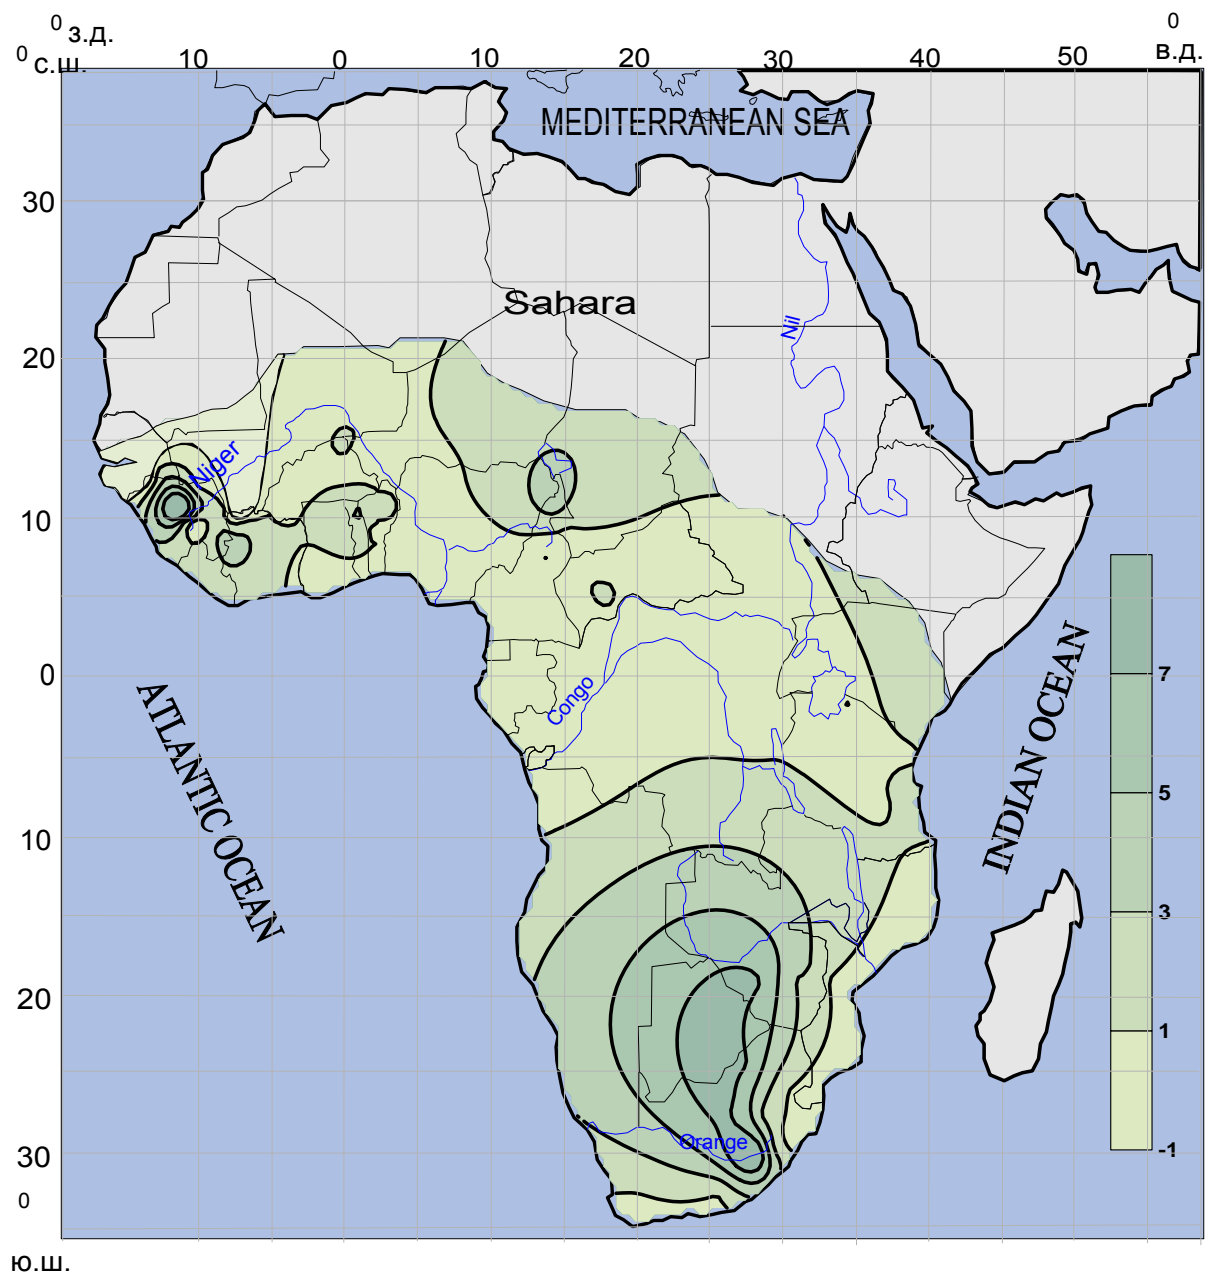 0 з.д.
0
в.д.
0 с.ш.
10 0 10 20 30 40 50
MEDITERRANEAN SEA
30
Sahara
Nil
20
Niger
10
0
Congo
ATLANTIC OCEAN
INDIAN OCEAN
7
5
10
3
20
1
Orange
-1
30
0
ю.ш.